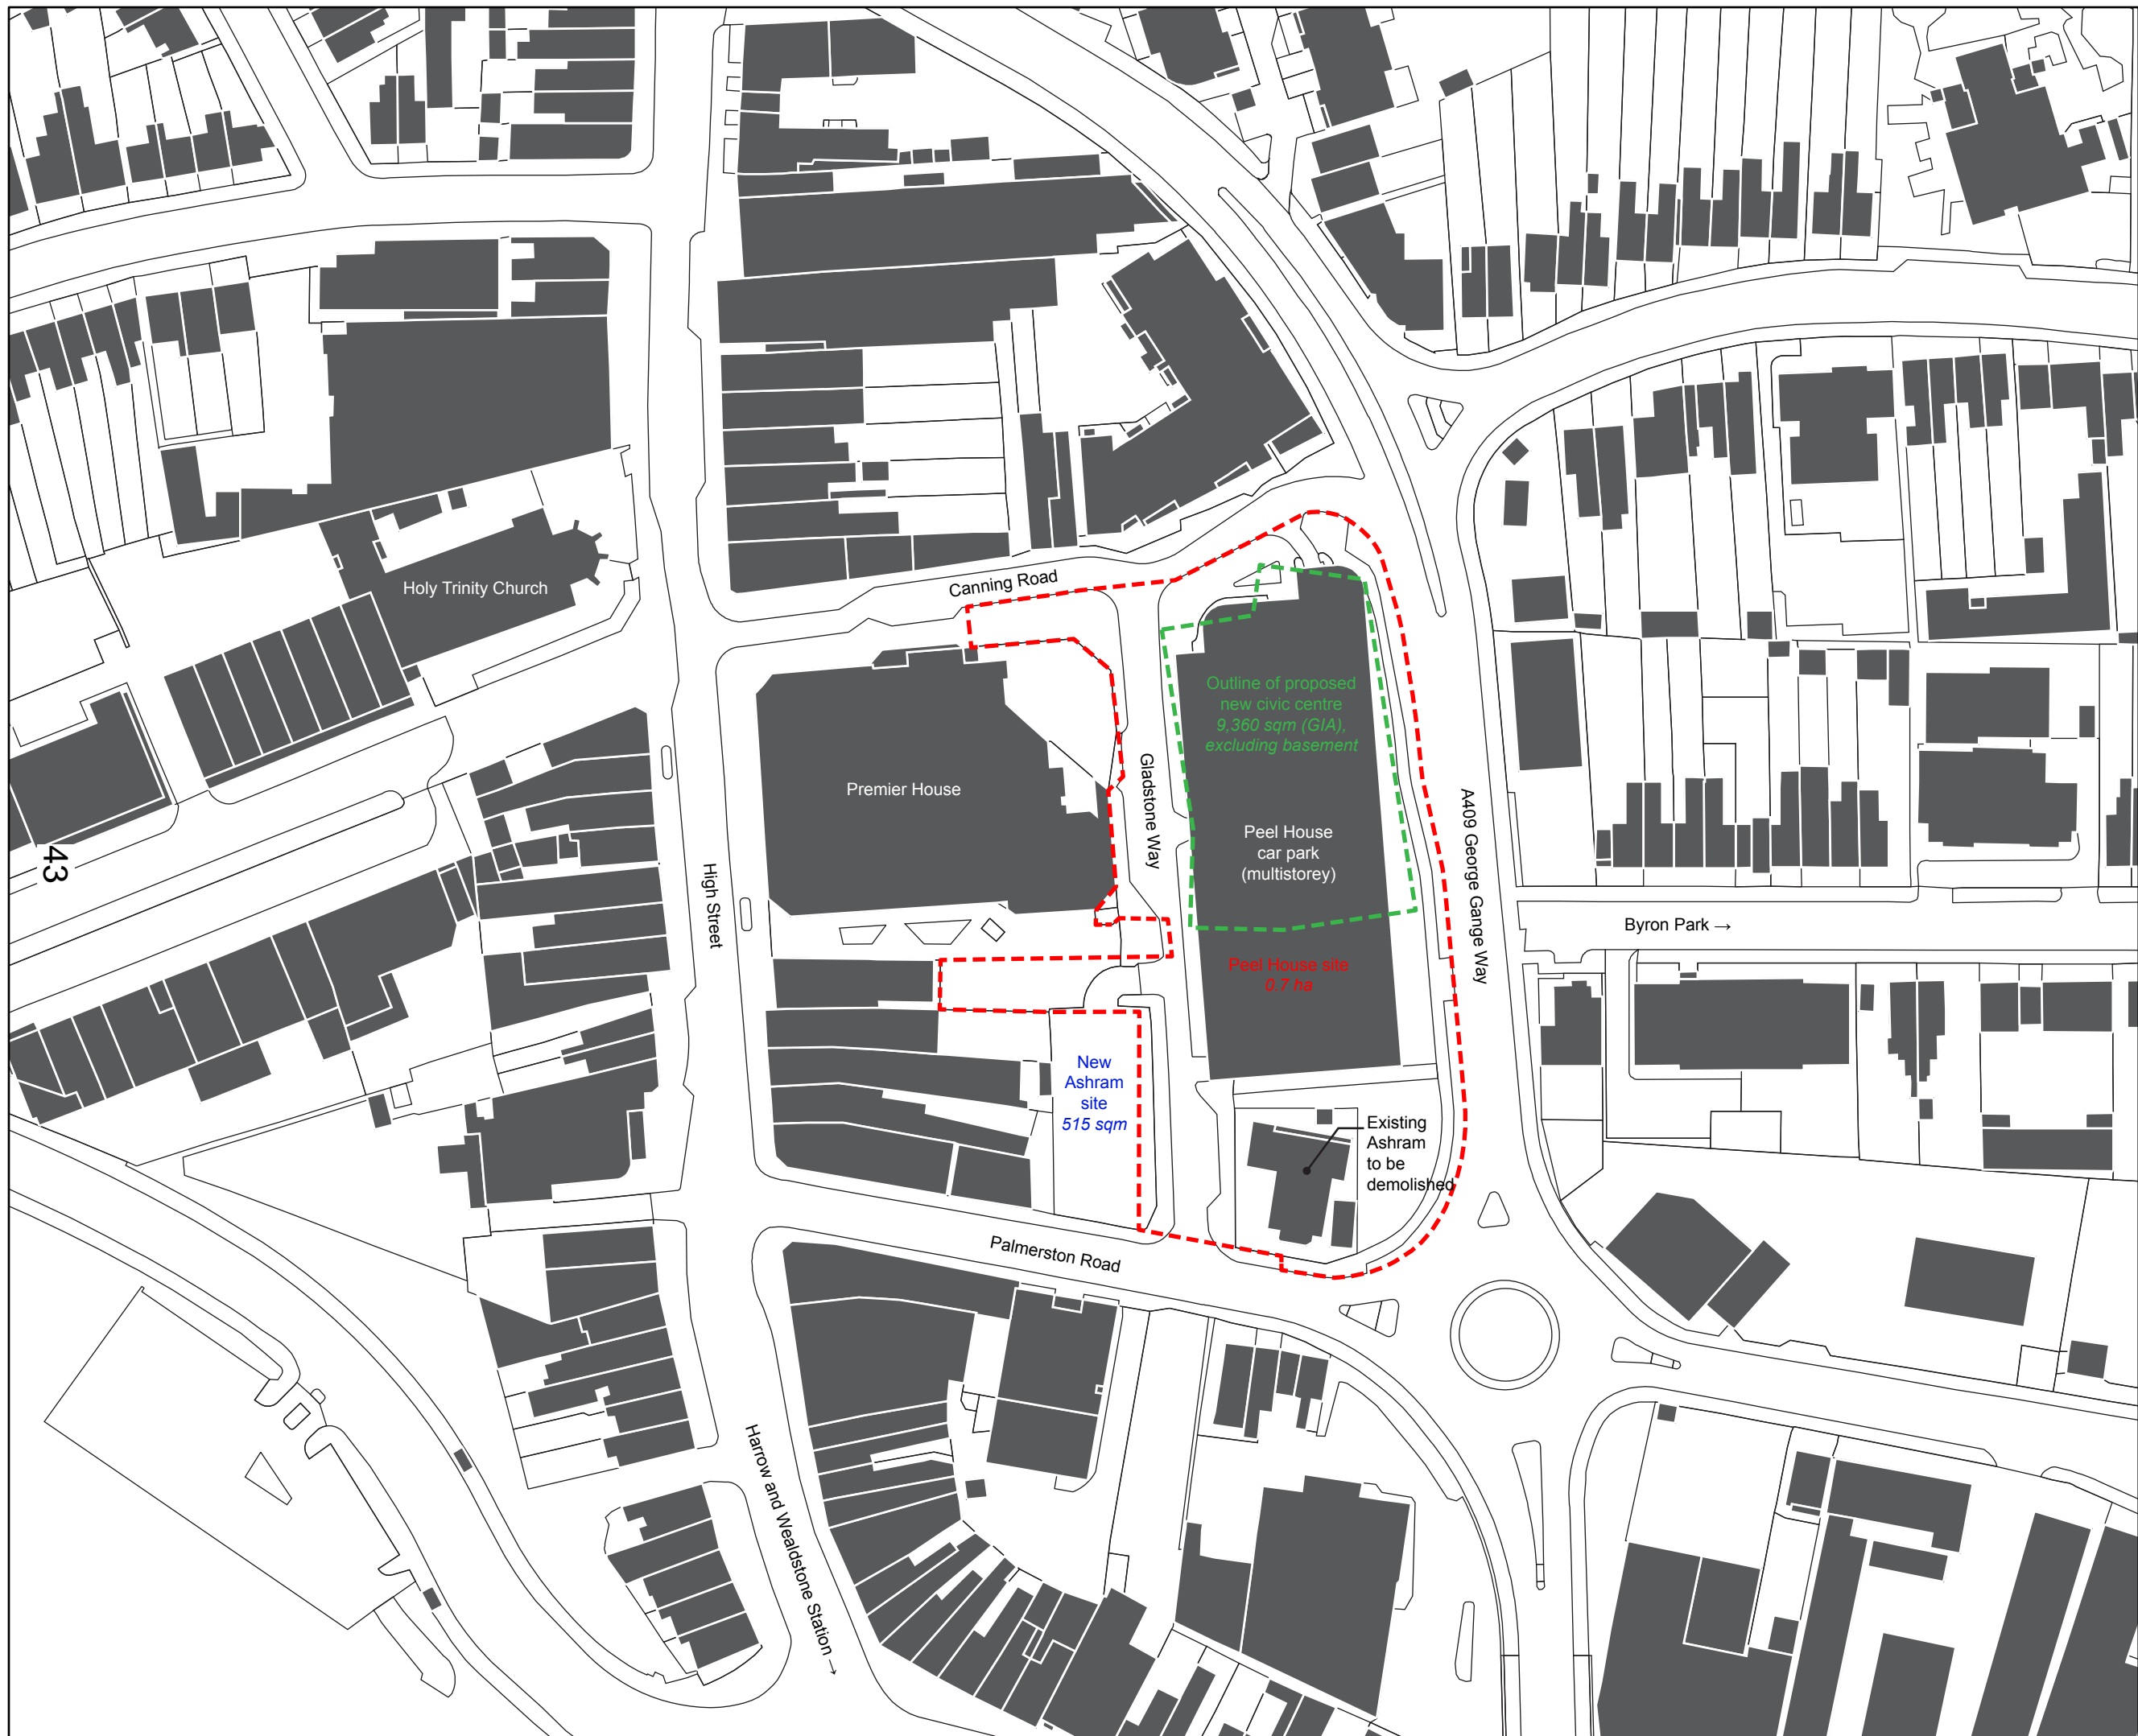 Canning Road
Holy Trinity Church
Outline of proposed
new civic centre
9,360 sqm (GIA),
excluding basement
Premier House
Gladstone Way
Peel House
car park
(multistorey)
A409 George Gange Way
43
High Street
Byron Park →
Peel House site
0.7 ha
New
Ashram
site
515 sqm
Existing
Ashram
to be
demolished
Palmerston Road
Harrow and Wealdstone Station →